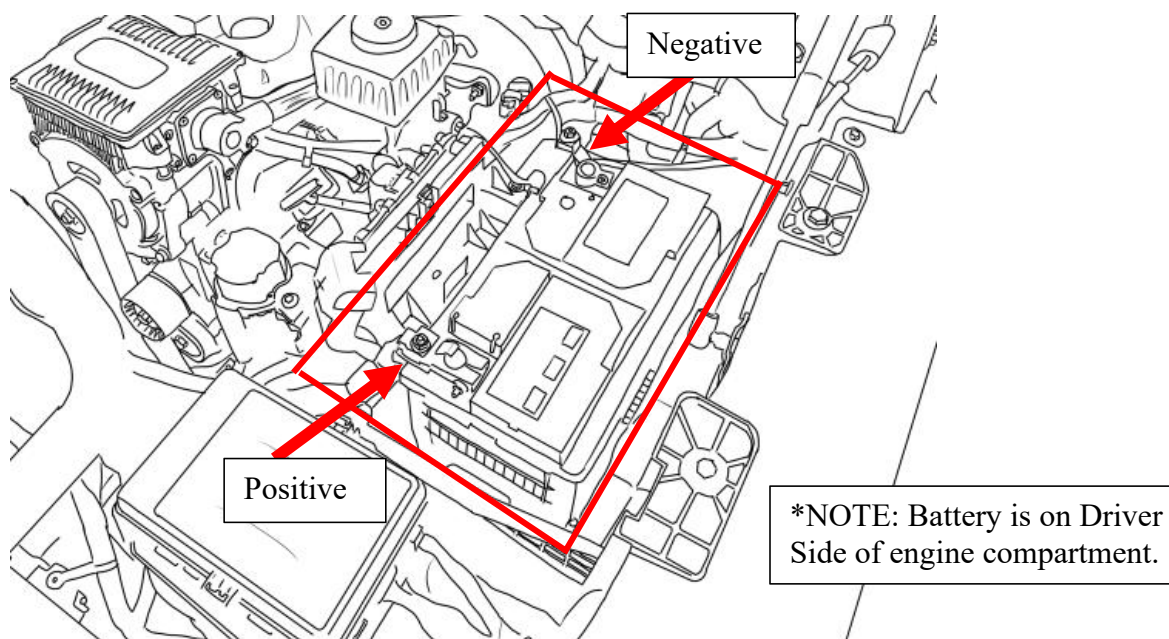 Negative
Positive
*NOTE: Battery is on Driver
Side of engine compartment.